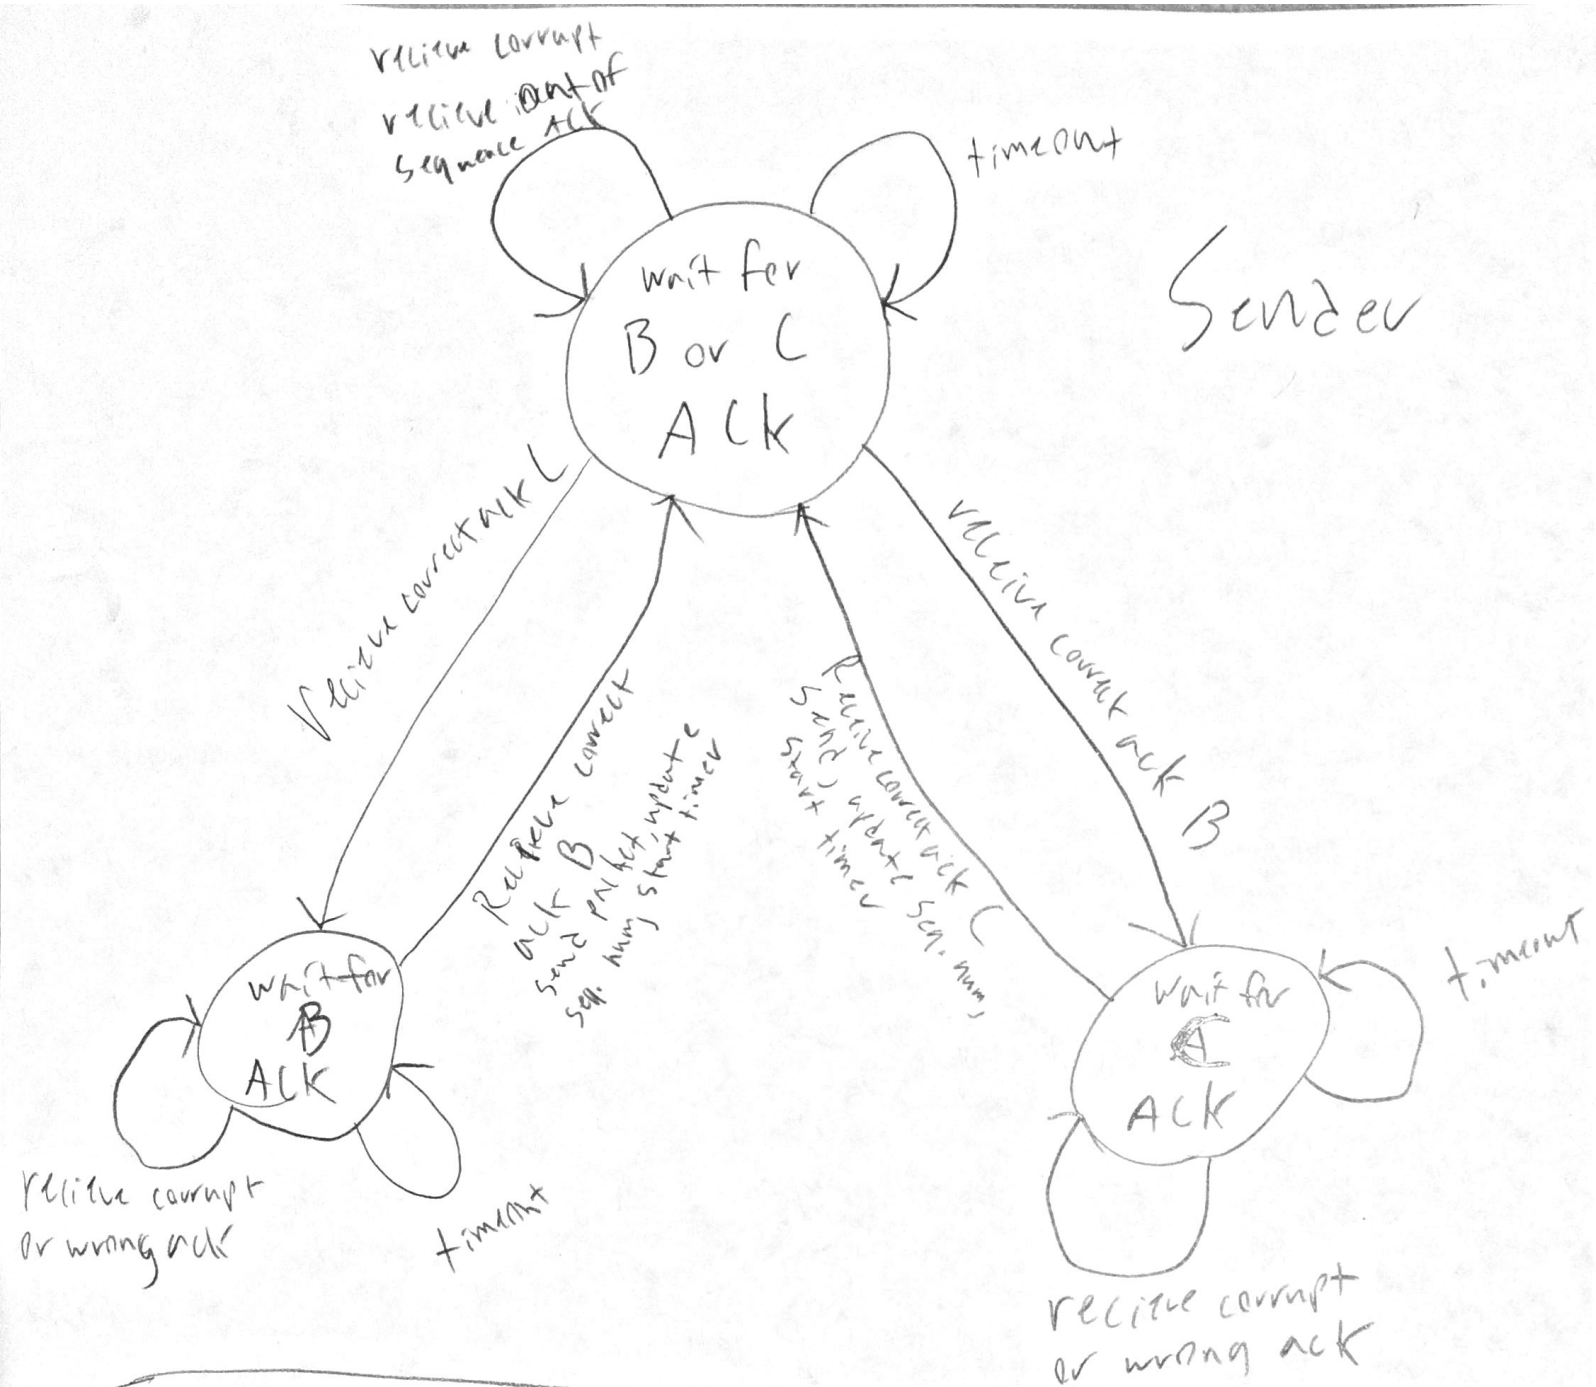 recieve corrupt
recieve out of
sequence ACK
timeout
wait for
B or C
ACK
Sender
Recieve correct ack C
receive correct ack B
Recieve correct
ack B
send packet, update
seq. num, start timer
Receive correct ack C
send, update seq. num,
start timer
wait for
B
ACK
recieve corrupt
or wrong ack
timeout
wait for
C
ACK
timeout
recieve corrupt
or wrong ack